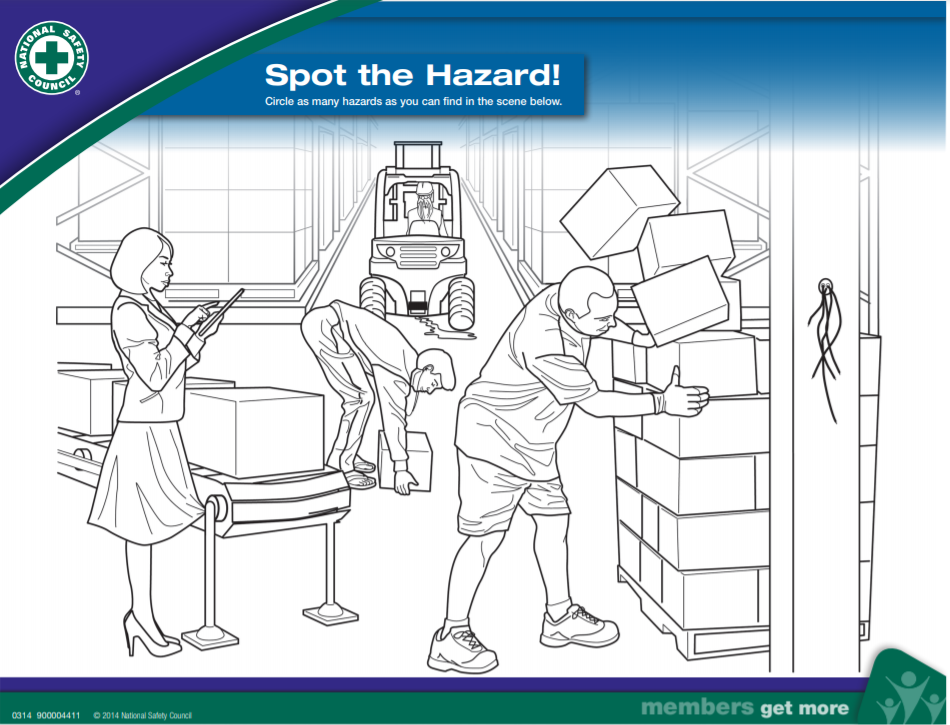 NATIONAL SAFETY
COUNCIL
®
Spot the Hazard!
Circle as many hazards as you can find in the scene below.
members get more
0314 900004411 © 2014 National Safety Council